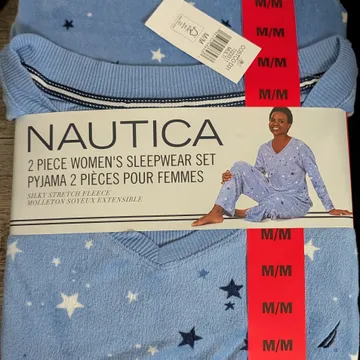 M/M
M/M
M/M
M/M
NAUTICA
2 PIECE WOMEN'S SLEEPWEAR SET
PYJAMA 2 PIÈCES POUR FEMMES
SILKY STRETCH FLEECE
MOLLETON SOYEUX EXTENSIBLE
M/M
M/M
M/M
M/M